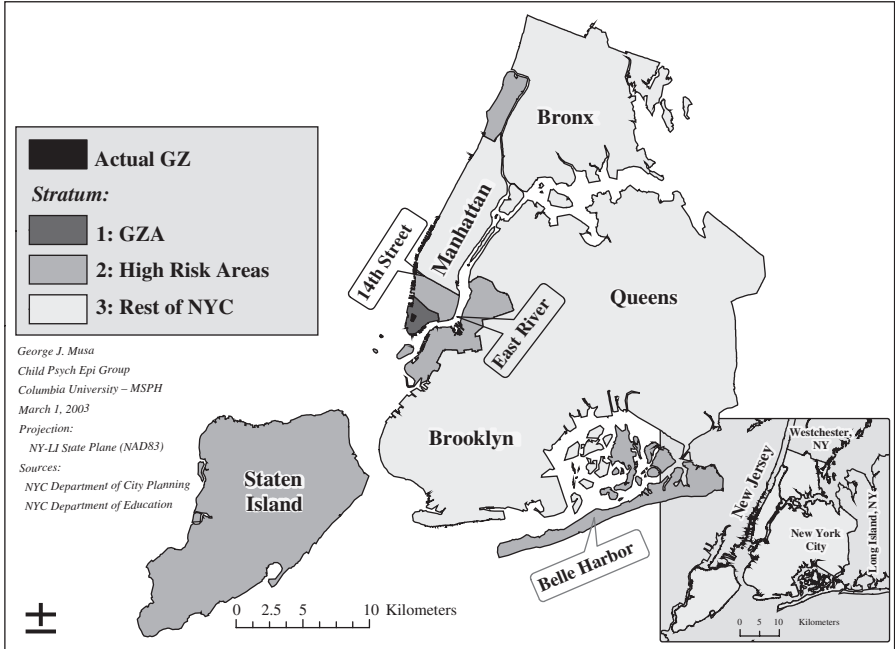 Actual GZ
Stratum:
1: GZA
2: High Risk Areas
3: Rest of NYC
George J. Musa
Child Psych Epi Group
Columbia University – MSPH
March 1, 2003
Projection:
NY-LI State Plane (NAD83)
Sources:
NYC Department of City Planning
NYC Department of Education
Bronx
Manhattan
14th Street
Queens
East River
Brooklyn
Staten
Island
Belle Harbor
0 2.5 5 10 Kilometers
Westchester,
NY
New Jersey
Long Island, NY
New York
City
0 5 10
Kilometers